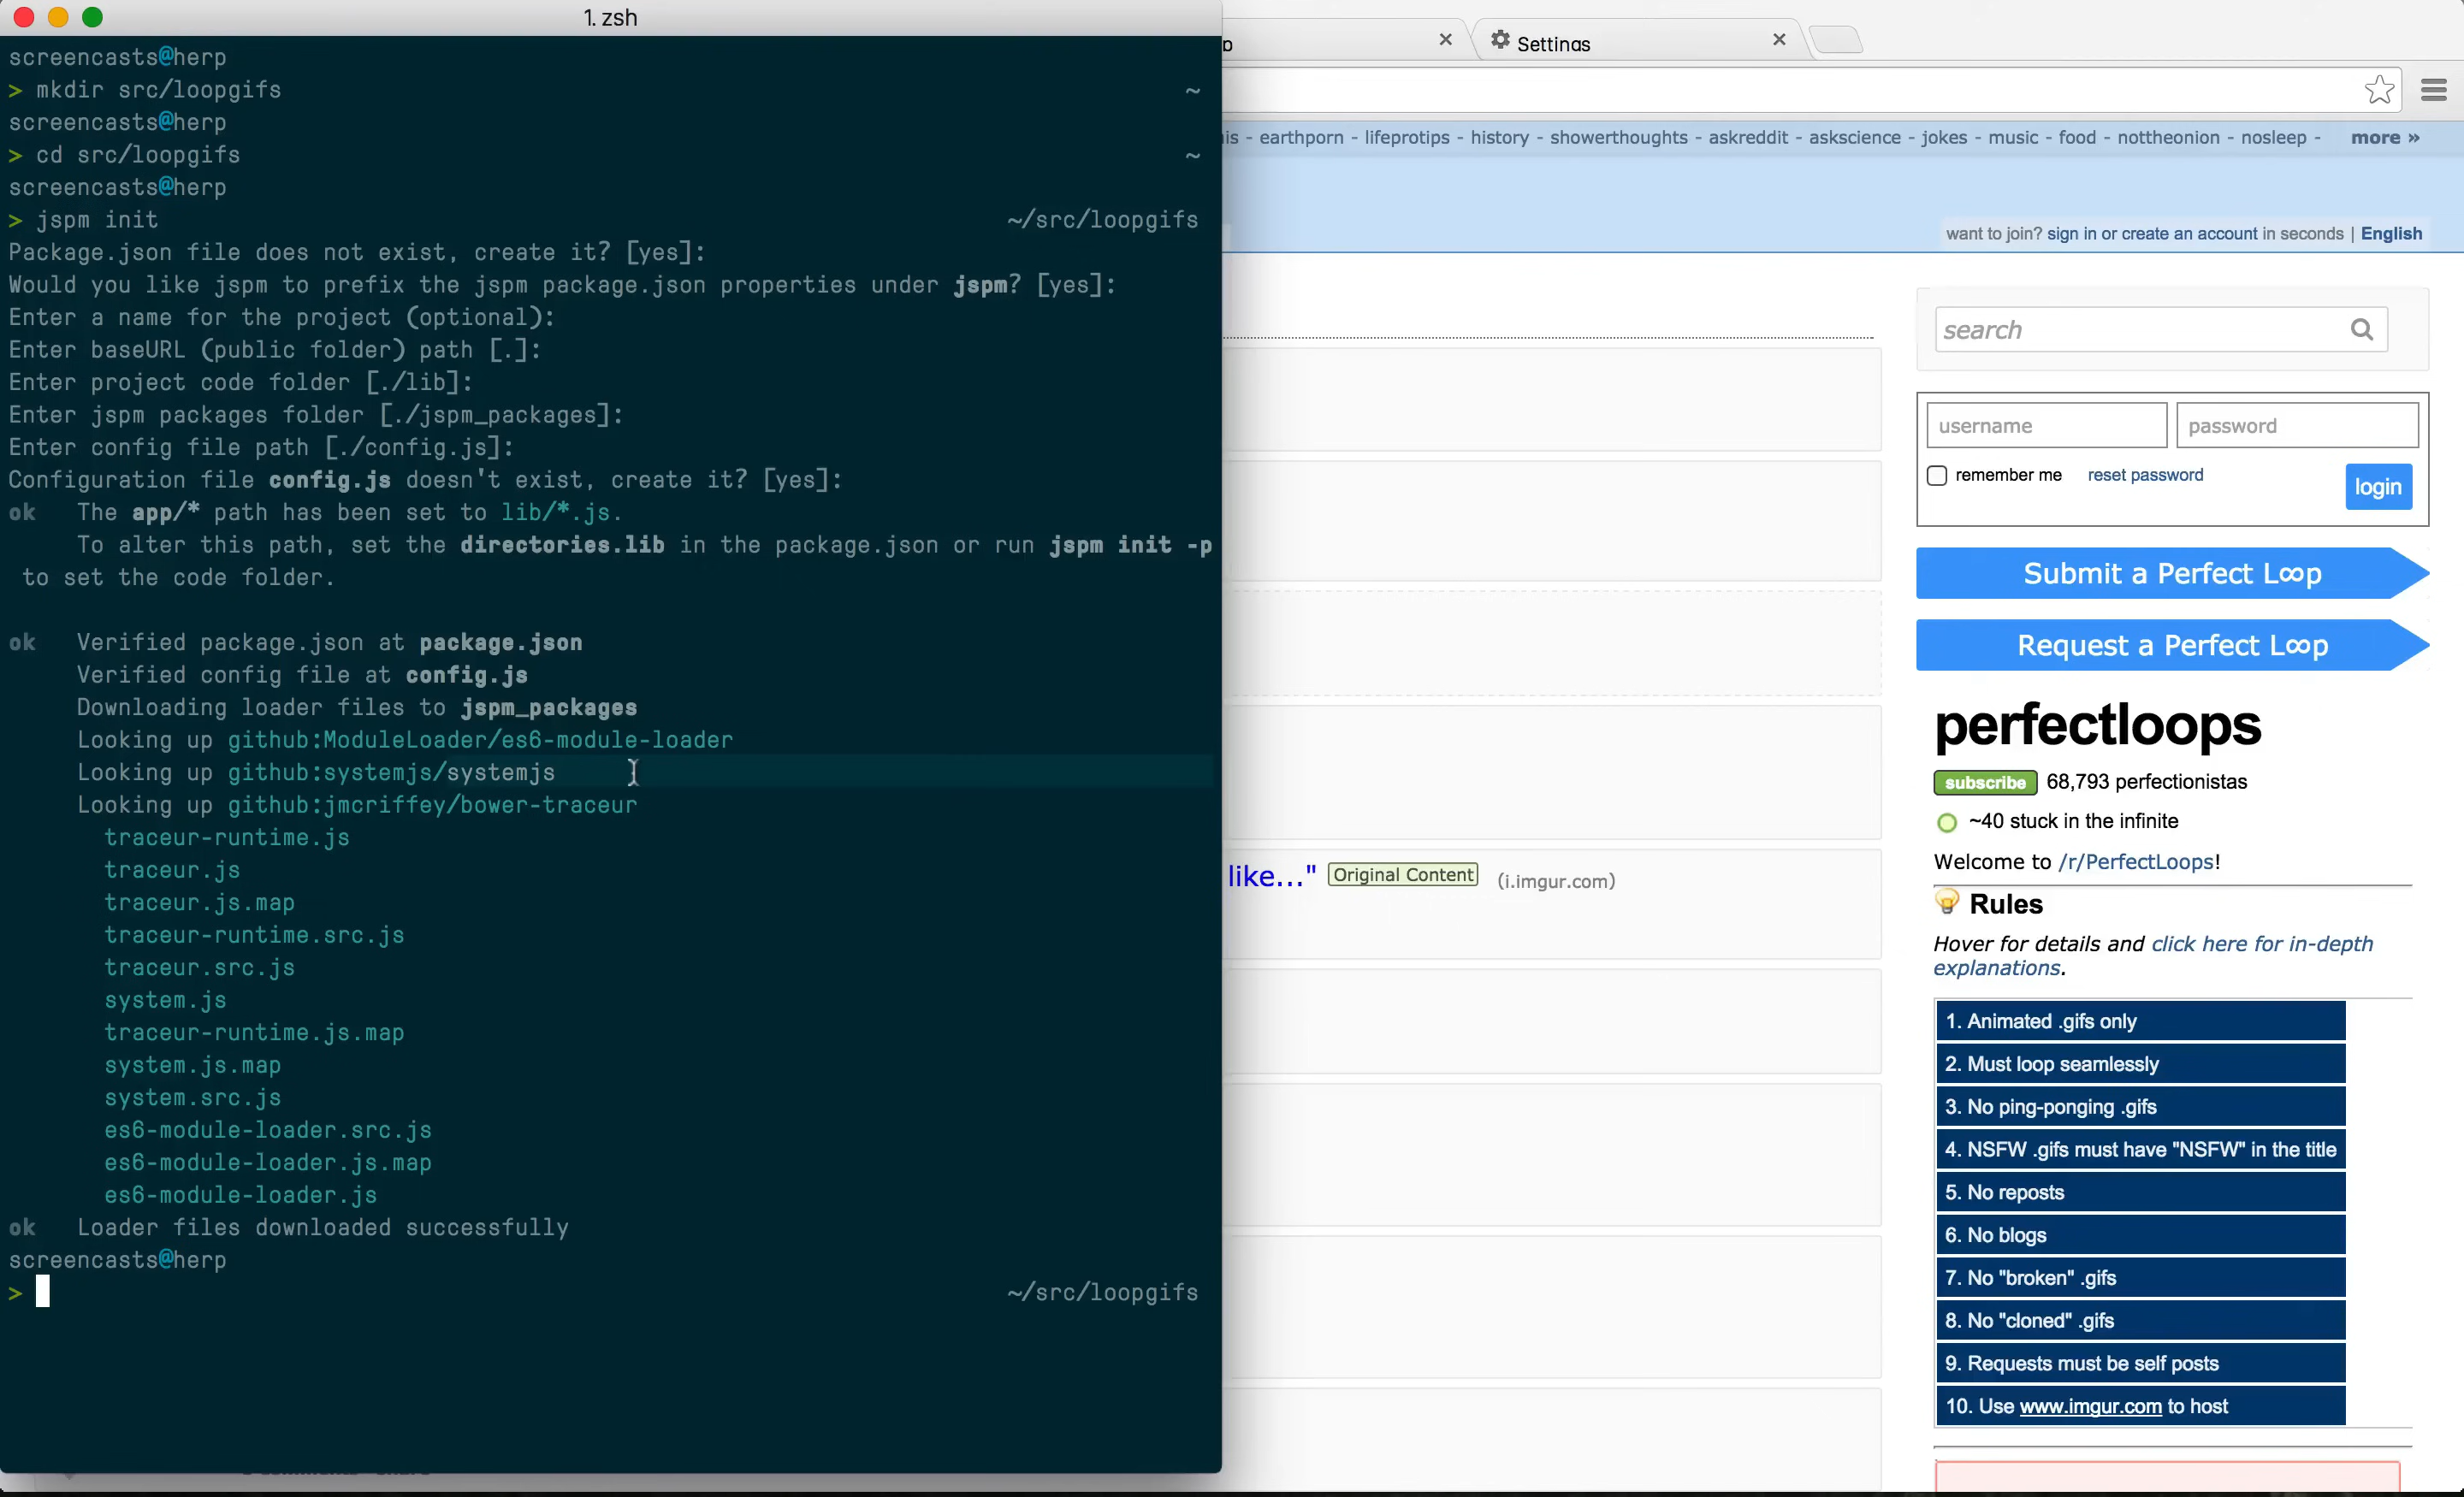 1. zsh
screencasts@herp
> mkdir src/loopgifs ~
screencasts@herp
> cd src/loopgifs ~
screencasts@herp
> jspm init ~/src/loopgifs
Package.json file does not exist, create it? [yes]:
Would you like jspm to prefix the jspm package.json properties under jspm? [yes]:
Enter a name for the project (optional):
Enter baseURL (public folder) path [.]:
Enter project code folder [./lib]:
Enter jspm packages folder [./jspm_packages]:
Enter config file path [./config.js]:
Configuration file config.js doesn't exist, create it? [yes]:
ok The app/* path has been set to lib/*.js.
To alter this path, set the directories.lib in the package.json or run jspm init -p
to set the code folder.
ok Verified package.json at package.json
Verified config file at config.js
Downloading loader files to jspm_packages
Looking up github:ModuleLoader/es6-module-loader
Looking up github:systemjs/systemjs
Looking up github:jmcriffey/bower-traceur
traceur-runtime.js
traceur.js
traceur.js.map
traceur-runtime.src.js
traceur.src.js
system.js
traceur-runtime.js.map
system.js.map
system.src.js
es6-module-loader.src.js
es6-module-loader.js.map
es6-module-loader.js
ok Loader files downloaded successfully
screencasts@herp
> ~/src/loopgifs
Settings
- earthporn - lifeprotips - history - showerthoughts - askreddit - askscience - jokes - music - food - nottheonion - nosleep - more »
want to join? sign in or create an account in seconds | English
search
username password
remember me reset password login
Submit a Perfect L∞p
Request a Perfect L∞p
perfectloops
subscribe 68,793 perfectionistas
~40 stuck in the infinite
Welcome to /r/PerfectLoops!
like..." Original Content (i.imgur.com)
Rules
Hover for details and click here for in-depth
explanations.
1. Animated .gifs only
2. Must loop seamlessly
3. No ping-ponging .gifs
4. NSFW .gifs must have "NSFW" in the title
5. No reposts
6. No blogs
7. No "broken" .gifs
8. No "cloned" .gifs
9. Requests must be self posts
10. Use www.imgur.com to host